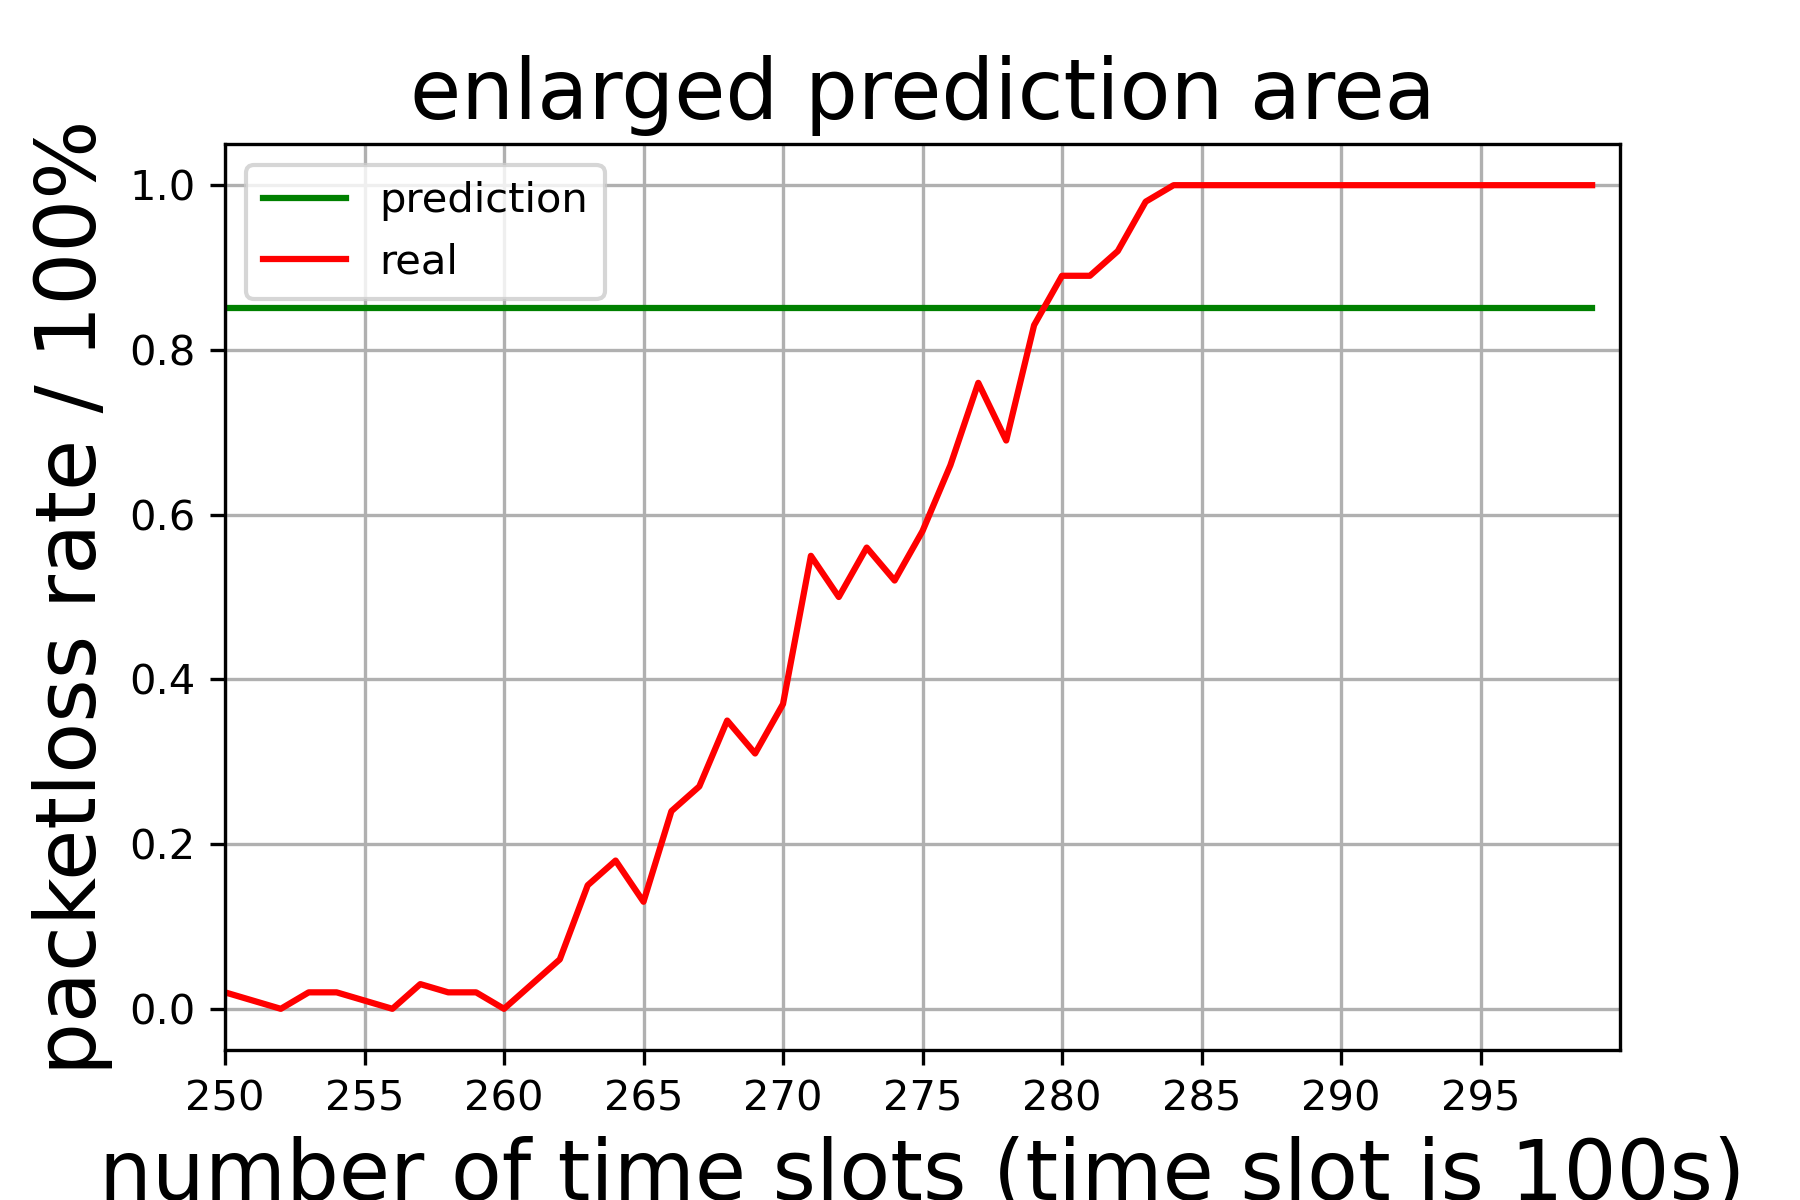 enlarged prediction area
packetloss rate / 100%
prediction
real
1.0
0.8
0.6
0.4
0.2
0.0
250 255 260 265 270 275 280 285 290 295
number of time slots (time slot is 100s)